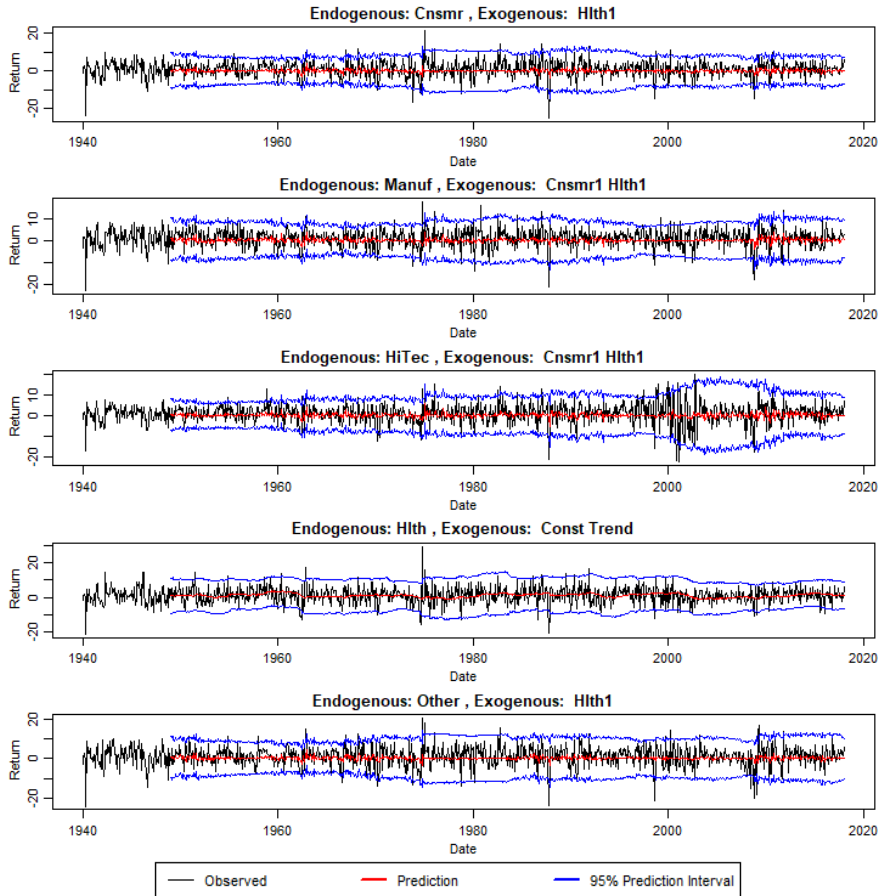 Endogenous: Cnsmr , Exogenous:  Hlth1
Return
20
0
-20
1940 1960 1980 2000 2020
Date
Endogenous: Manuf , Exogenous:  Cnsmr1 Hlth1
Return
10
0
-20
1940 1960 1980 2000 2020
Date
Endogenous: HiTec , Exogenous:  Cnsmr1 Hlth1
Return
10
0
-20
1940 1960 1980 2000 2020
Date
Endogenous: Hlth , Exogenous:  Const Trend
Return
20
0
-20
1940 1960 1980 2000 2020
Date
Endogenous: Other , Exogenous:  Hlth1
Return
20
0
-20
1940 1960 1980 2000 2020
Date
Observed Prediction 95% Prediction Interval